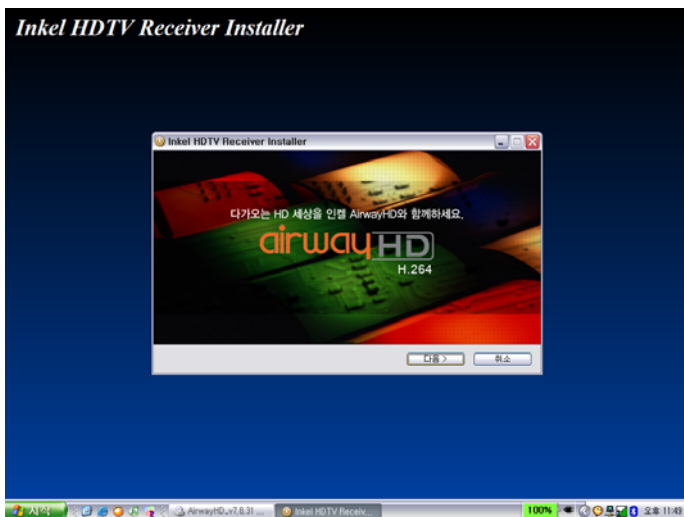 Inkel HDTV Receiver Installer
Inkel HDTV Receiver Installer
다가오는 HD 세상을 인켈 AirwayHD와 함께하세요.
airwayHD
H.264
다음 >
취소
시작
AirwayHD_v7.8.31 ...
Inkel HDTV Receiv...
100%
오후 11:49